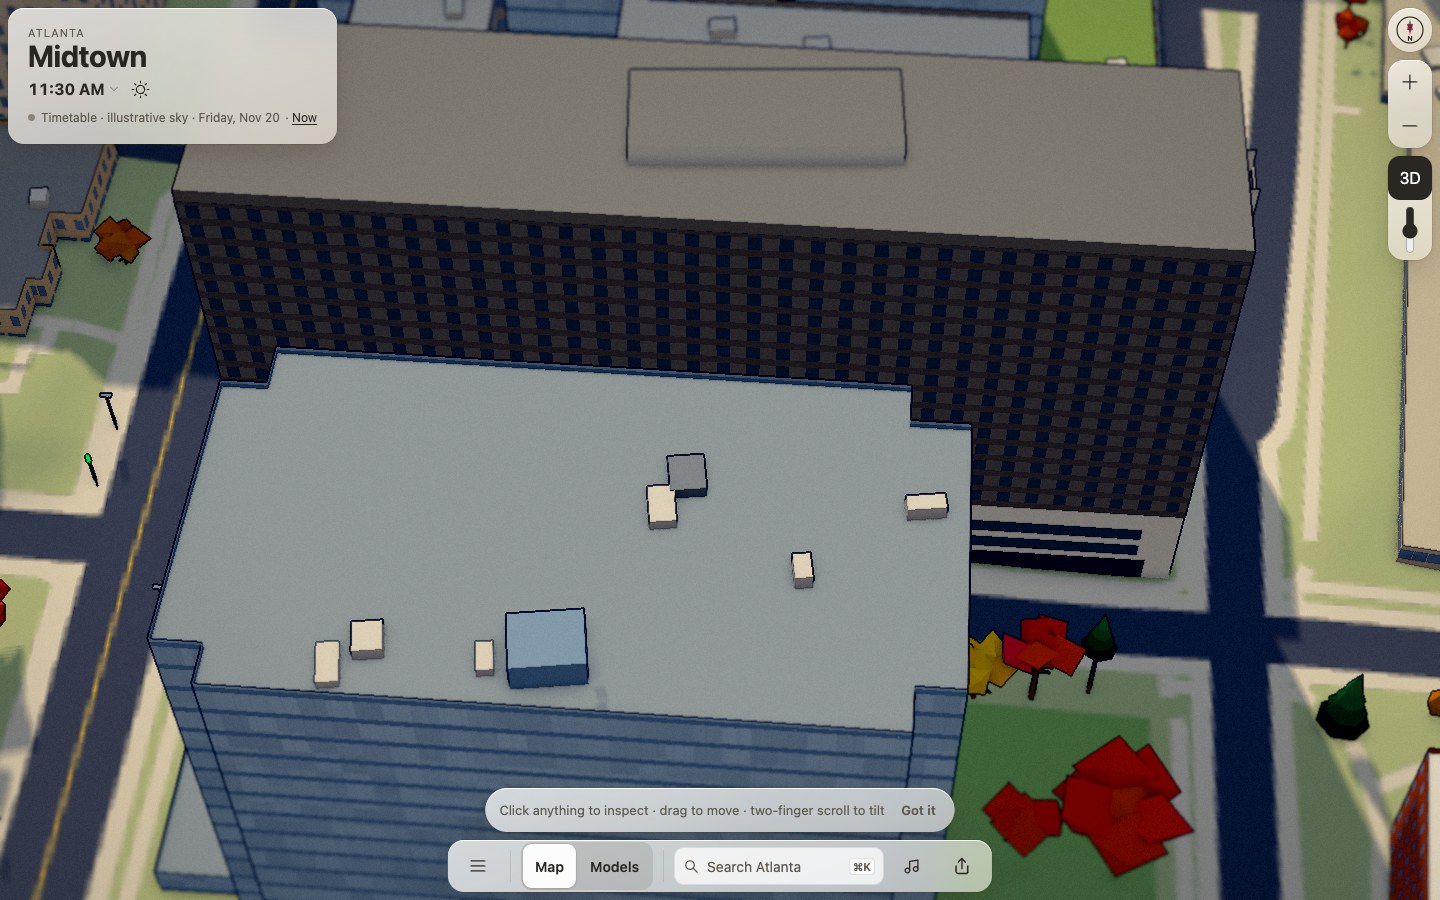 ATLANTA
Midtown
11:30 AM
Timetable · illustrative sky · Friday, Nov 20 · Now
N
3D
Click anything to inspect · drag to move · two-finger scroll to tilt Got it
Map Models Search Atlanta ⌘K